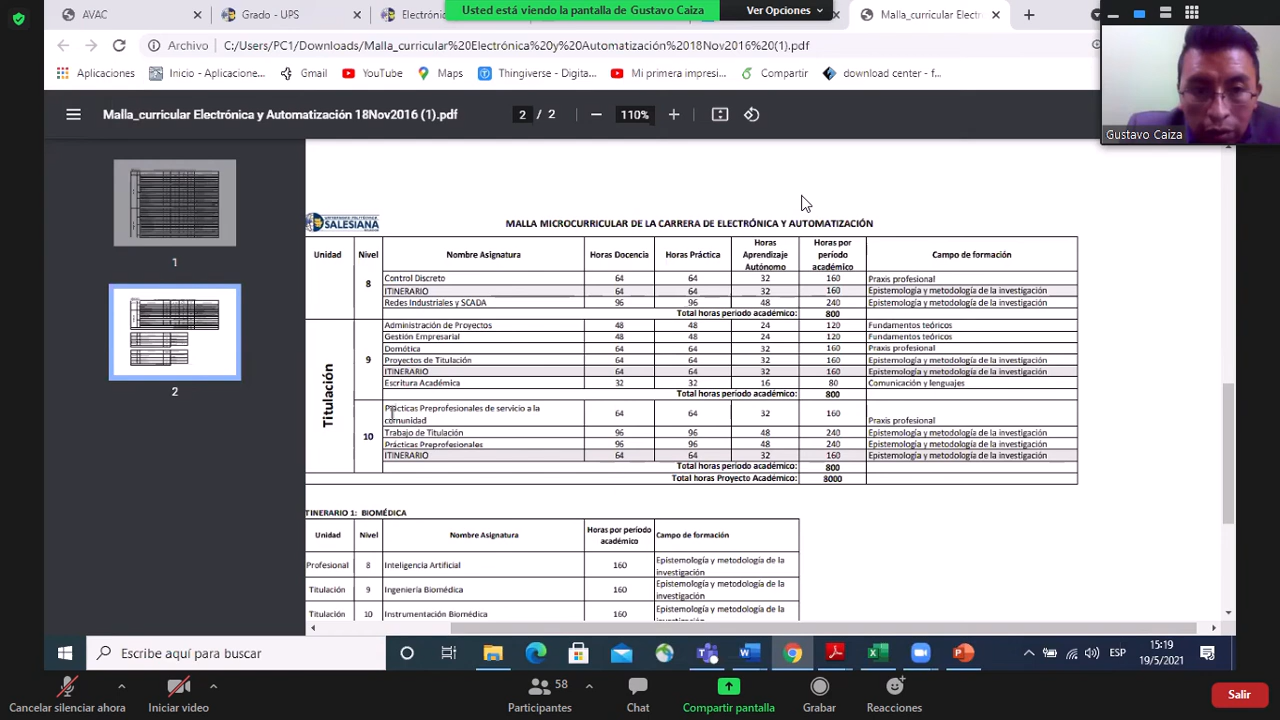 Usted está viendo la pantalla de Gustavo Caiza
Ver Opciones
AVAC
Grado - UPS
Electróni
Malla_curricular Electr
Archivo
C:/Users/PC1/Downloads/Malla_curricular%20Electrónica%20y%20Automatización%2018Nov2016%20(1).pdf
Aplicaciones
Inicio - Aplicacione...
Gmail
YouTube
Maps
Thingiverse - Digita...
Mi primera impresi...
Compartir
download center - f...
Gustavo Caiza
Malla_curricular Electrónica y Automatización 18Nov2016 (1).pdf
2 / 2
110%
1
2
SALESIANA
MALLA MICROCURRICULAR DE LA CARRERA DE ELECTRÓNICA Y AUTOMATIZACIÓN
Unidad Nivel Nombre Asignatura Horas Docencia Horas Práctica Horas Aprendizaje Autónomo Horas por período académico Campo de formación
8
Control Discreto 64 64 32 160 Praxis profesional
ITINERARIO 64 64 32 160 Epistemología y metodología de la investigación
Redes Industriales y SCADA 96 96 48 240 Epistemología y metodología de la investigación
Total horas período académico: 800
Titulación
9
Administración de Proyectos 48 48 24 120 Fundamentos teóricos
Gestión Empresarial 48 48 24 120 Fundamentos teóricos
Domótica 64 64 32 160 Praxis profesional
Proyectos de Titulación 64 64 32 160 Epistemología y metodología de la investigación
ITINERARIO 64 64 32 160 Epistemología y metodología de la investigación
Escritura Académica 32 32 16 80 Comunicación y lenguajes
Total horas período académico: 800
10
Prácticas Preprofesionales de servicio a la
comunidad 64 64 32 160 Praxis profesional
Trabajo de Titulación 96 96 48 240 Epistemología y metodología de la investigación
Prácticas Preprofesionales 96 96 48 240 Epistemología y metodología de la investigación
ITINERARIO 64 64 32 160 Epistemología y metodología de la investigación
Total horas período académico: 800
Total horas Proyecto Académico: 8000
TINERARIO 1: BIOMÉDICA
Unidad Nivel Nombre Asignatura Horas por período académico Campo de formación
Profesional 8 Inteligencia Artificial 160 Epistemología y metodología de la
investigación
Titulación 9 Ingeniería Biomédica 160 Epistemología y metodología de la
investigación
Titulación 10 Instrumentación Biomédica 160 Epistemología y metodología de la
investigación
Escribe aquí para buscar
ESP
15:19
19/5/2021
Cancelar silenciar ahora
Iniciar video
58
Participantes
Chat
Compartir pantalla
Grabar
Reacciones
Salir